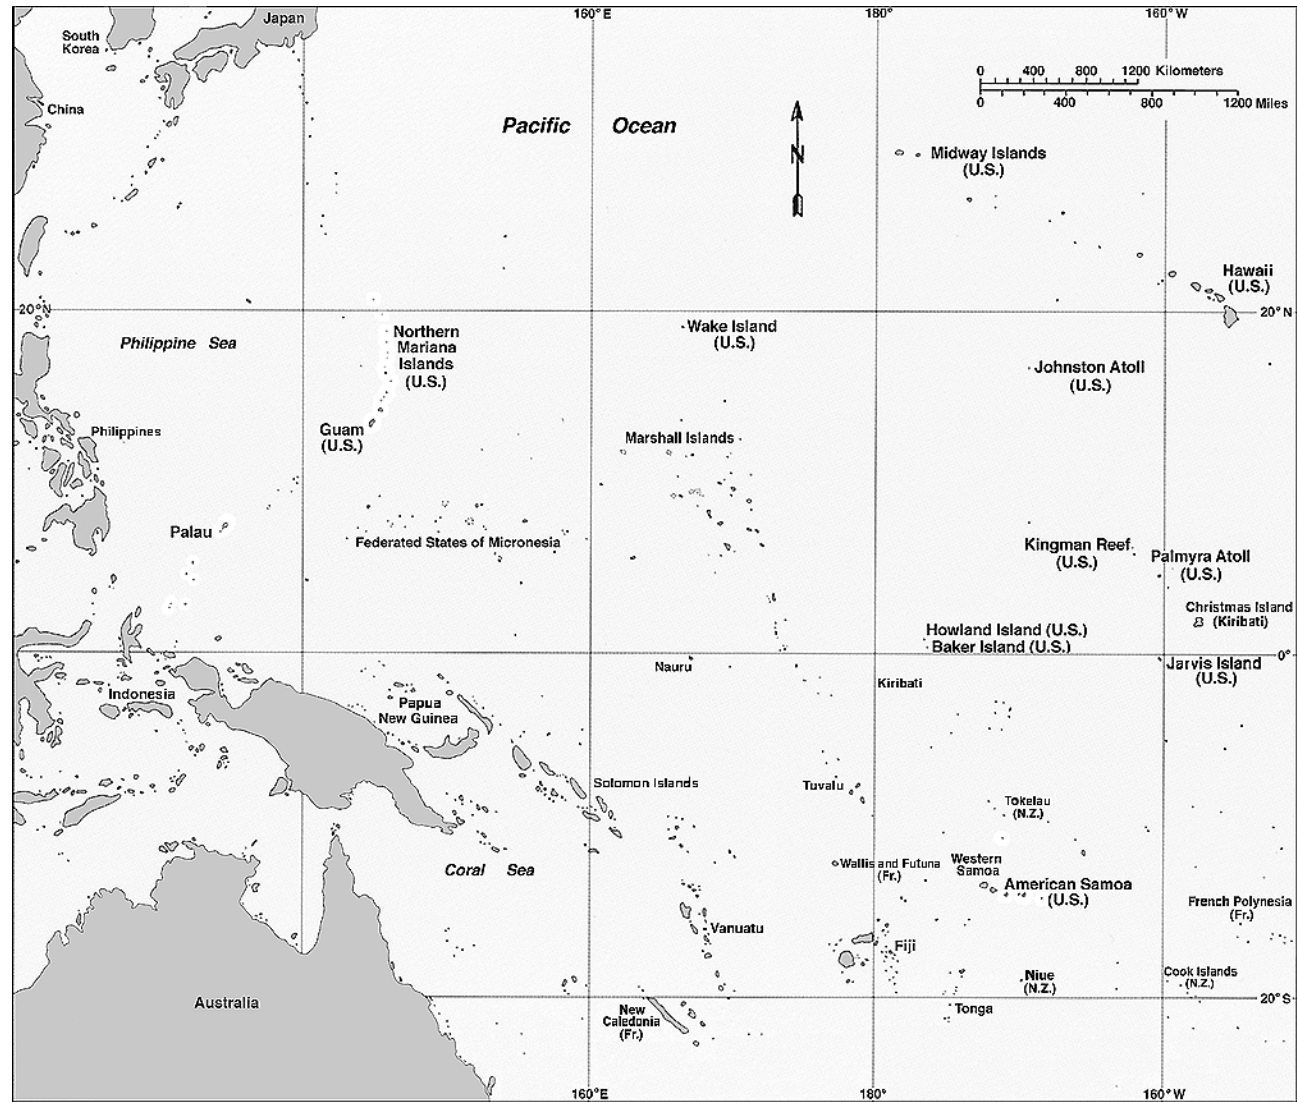 160°E
180°
160°W
Japan
South
Korea
China
0 400 800 1200 Kilometers
0 400 800 1200 Miles
Pacific Ocean
N
Midway Islands
(U.S.)
Hawaii
(U.S.)
20°N
20°N
Philippine Sea
Northern
Mariana
Islands
(U.S.)
Wake Island
(U.S.)
Johnston Atoll
(U.S.)
Guam
(U.S.)
Philippines
Marshall Islands
Palau
Federated States of Micronesia
Kingman Reef
(U.S.)
Palmyra Atoll
(U.S.)
Christmas Island
(Kiribati)
Howland Island (U.S.)
Baker Island (U.S.)
0°
Nauru
Jarvis Island
(U.S.)
Kiribati
Indonesia
Papua
New Guinea
Solomon Islands
Tuvalu
Tokelau
(N.Z.)
Coral Sea
Wallis and Futuna
(Fr.)
Western
Samoa
American Samoa
(U.S.)
French Polynesia
(Fr.)
Vanuatu
Fiji
Niue
(N.Z.)
Cook Islands
(N.Z.)
Australia
20°S
New
Caledonia
(Fr.)
Tonga
160°E
180°
160°W